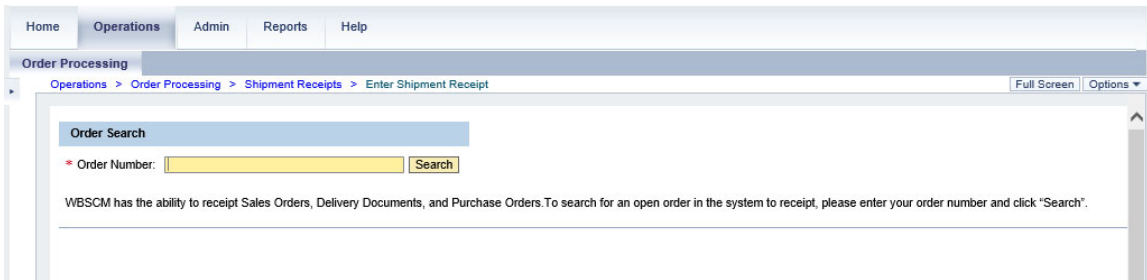 Home Operations Admin Reports Help
Order Processing
Operations > Order Processing > Shipment Receipts > Enter Shipment Receipt Full Screen Options
Order Search
* Order Number: Search
WBSCM has the ability to receipt Sales Orders, Delivery Documents, and Purchase Orders.To search for an open order in the system to receipt, please enter your order number and click “Search”.